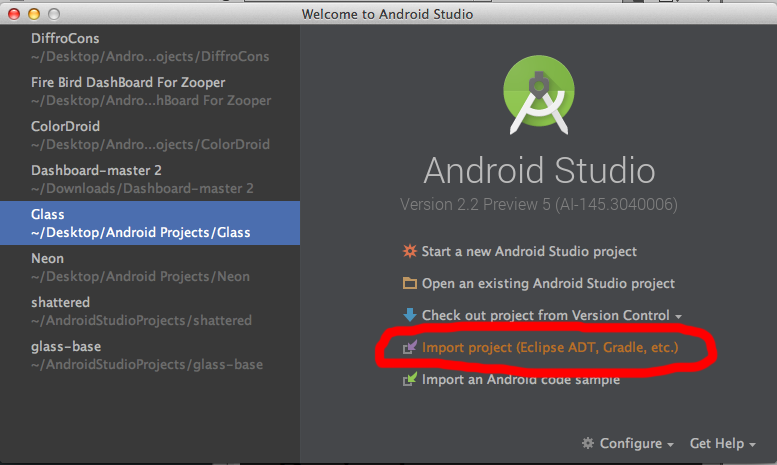 Welcome to Android Studio
DiffroCons
~/Desktop/Andro...ojects/DiffroCons
Fire Bird DashBoard For Zooper
~/Desktop/Andro...hBoard For Zooper
ColorDroid
~/Desktop/Andro...ojects/ColorDroid
Dashboard-master 2
~/Downloads/Dashboard-master 2
Glass
~/Desktop/Android Projects/Glass
Neon
~/Desktop/Android Projects/Neon
shattered
~/AndroidStudioProjects/shattered
glass-base
~/AndroidStudioProjects/glass-base
Android Studio
Version 2.2 Preview 5 (AI-145.3040006)
Start a new Android Studio project
Open an existing Android Studio project
Check out project from Version Control
Import project (Eclipse ADT, Gradle, etc.)
Import an Android code sample
Configure
Get Help